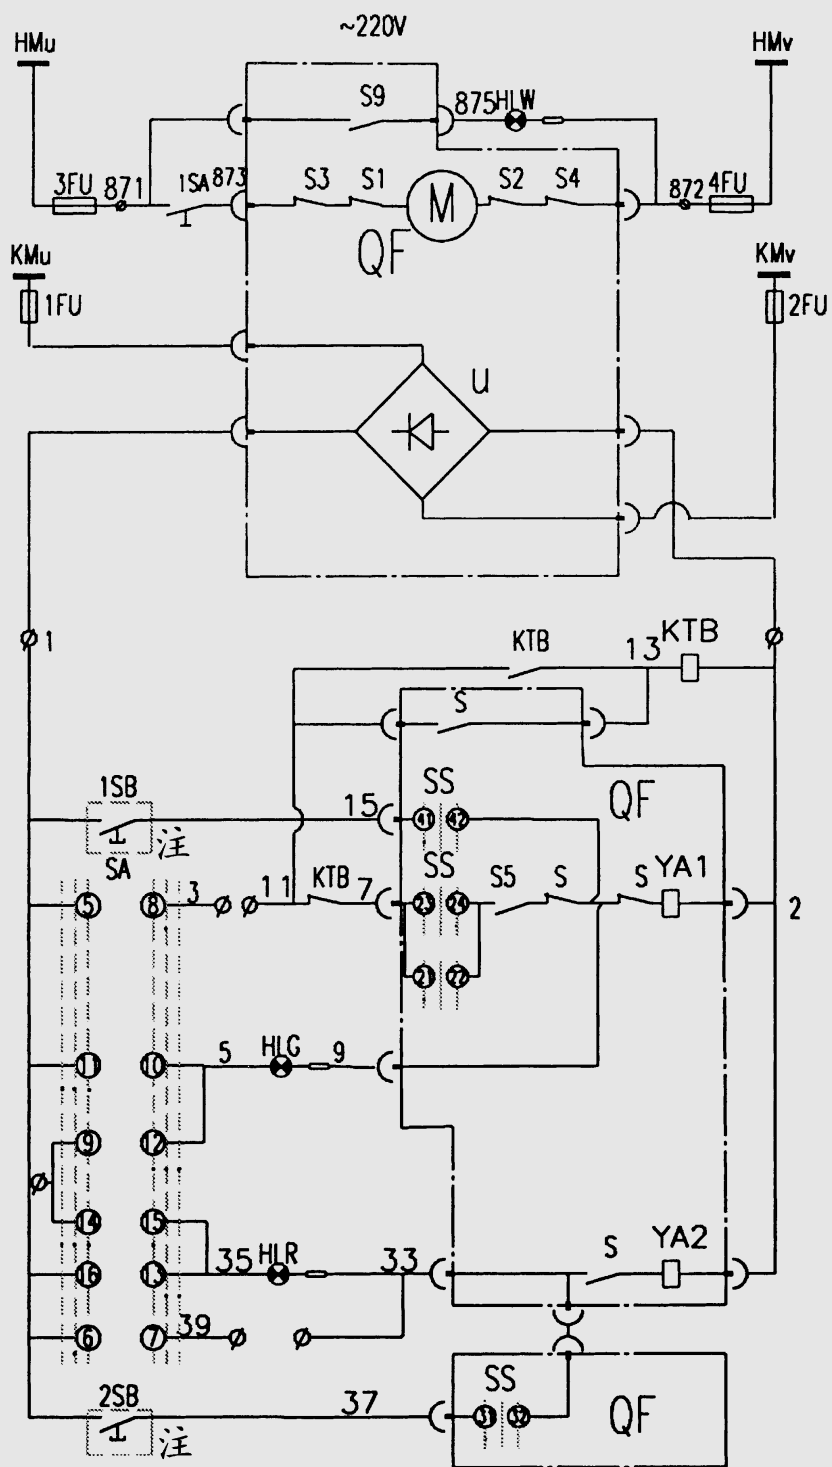 ~220V
HMu
HMv
S9
875 HLW
3FU 871 1SA 873 S3 S1 M S2 S4 872 4FU
QF
KMu
KMv
1FU
2FU
u
1
KTB 13 KTB
S
1SB 15 41 SS 42 QF
注
SA
5 8 3 11 KTB 7 23 SS 24 S5 S S YA1 2
21 22
11 10 5 HLG 9
9 12
14 15
16 13 35 HLR 33 S YA2
6 7 39
2SB 37 31 SS 32 QF
注